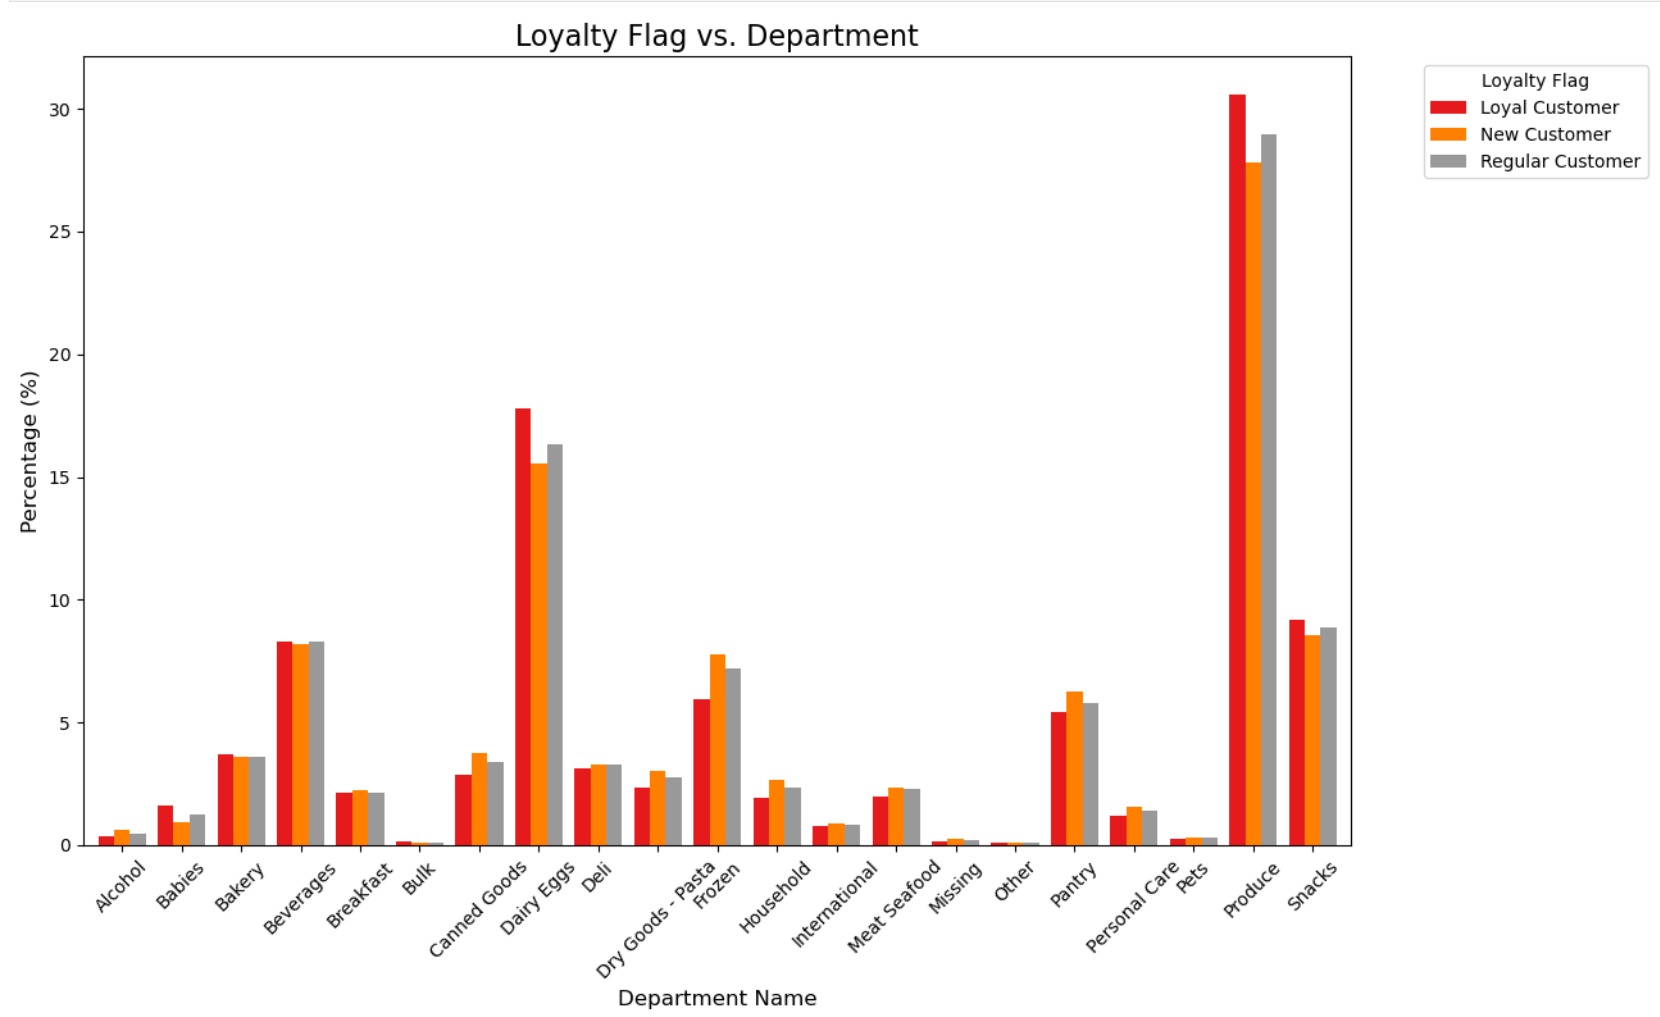 Loyalty Flag vs. Department
Loyalty Flag
Loyal Customer
New Customer
Regular Customer
Percentage (%)
30
25
20
15
10
5
0
Alcohol
Babies
Bakery
Beverages
Breakfast
Bulk
Canned Goods
Dairy Eggs
Deli
Dry Goods - Pasta
Frozen
Household
International
Meat Seafood
Missing
Other
Pantry
Personal Care
Pets
Produce
Snacks
Department Name